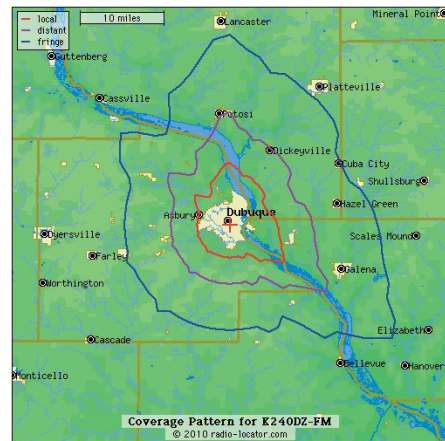 local
distant
fringe
10 miles
Lancaster
Mineral Point
Guttenberg
Cassville
Platteville
Potosi
Dickeyville
Cuba City
Shullsburg
Hazel Green
Asbury
Dubuque
Dyersville
Farley
Scales Mound
Galena
Worthington
Elizabeth
Cascade
Bellevue
Hanover
Monticello
Coverage Pattern for K240DZ-FM
© 2010 radio-locator.com